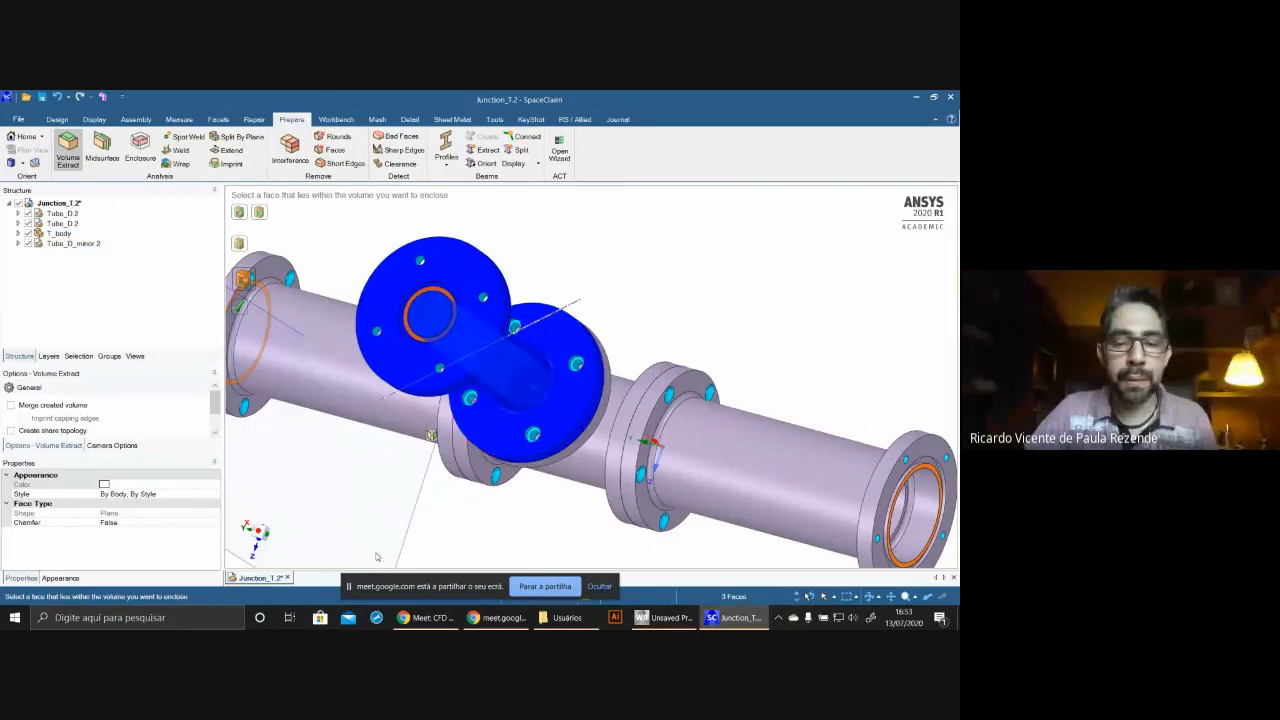 Junction_T.2 - SpaceClaim
File Design Display Assembly Measure Facets Repair Prepare Workbench Mesh Detail Sheet Metal Tools KeyShot RS / Allied Journal
Home
Plan View
Orient
Volume Extract
Midsurface
Enclosure
Spot Weld
Weld
Wrap
Split By Plane
Extend
Imprint
Analysis
Interference
Rounds
Faces
Short Edges
Remove
Bad Faces
Sharp Edges
Clearance
Detect
Profiles
Create
Extract
Orient
Connected
Split
Display
Beams
Open Wizard
ACT
Structure
Junction_T.2*
Tube_D.2
Tube_D.2
T_body
Tube_D_minor.2
Structure Layers Selection Groups Views
Options - Volume Extract
General
Merge created volume
Imprint capping edges
Create share topology
Options - Volume Extract Camera Options
Properties
Appearance
Color
Style By Body, By Style
Face Type
Shape Plane
Chamfer False
Properties Appearance
Select a face that lies within the volume you want to enclose
ANSYS
2020 R1
ACADEMIC
Y
Z
X
Y
Z
Junction_T.2*
meet.google.com está a partilhar o seu ecrã.
Parar a partilha
Ocultar
Select a face that lies within the volume you want to enclose
3 Faces
Digite aqui para pesquisar
Meet: CFD ...
meet.googl...
Usuários
Ai
Unsaved Pr...
SC
Junction_T...
16:53
13/07/2020
1
Ricardo Vicente de Paula Rezende